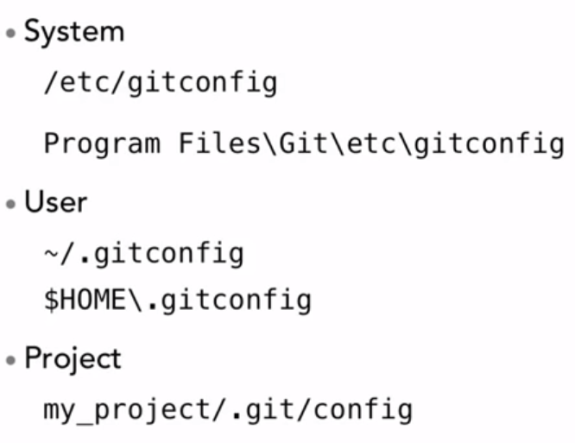 • System
/etc/gitconfig
Program Files\Git\etc\gitconfig
• User
~/.gitconfig
$HOME\.gitconfig
• Project
my_project/.git/config